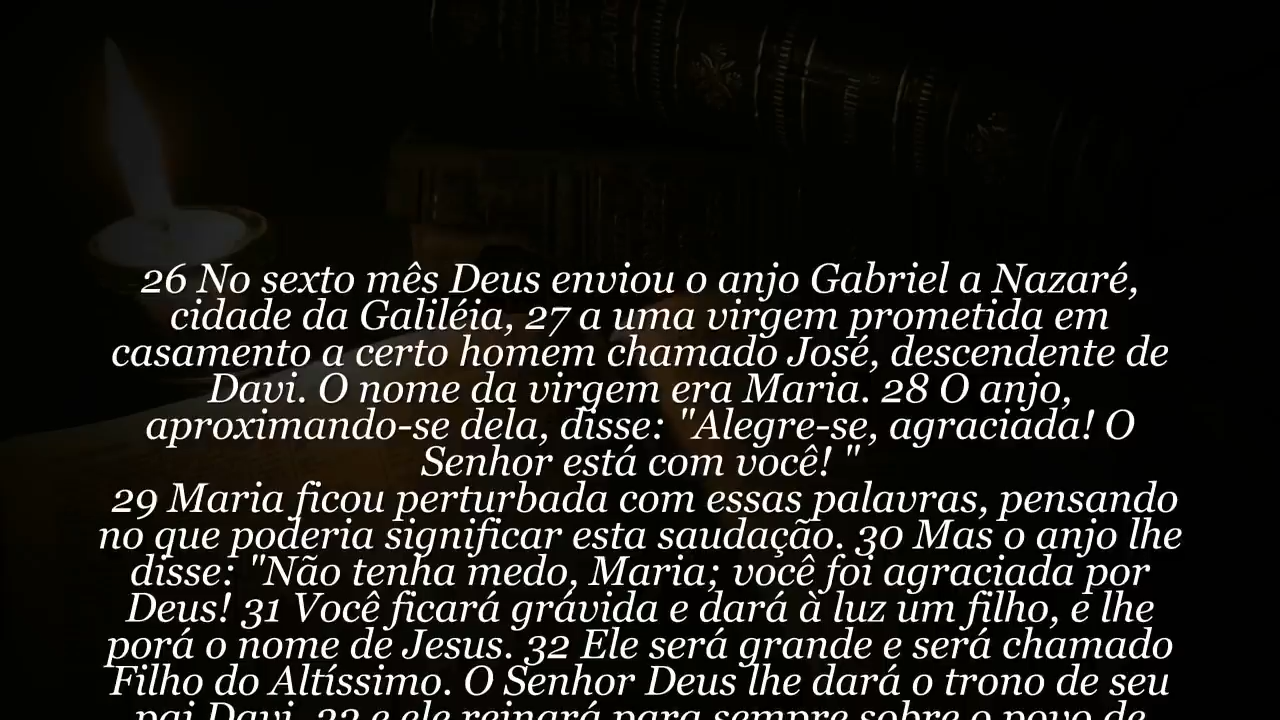 26 No sexto mês Deus enviou o anjo Gabriel a Nazaré,
cidade da Galiléia, 27 a uma virgem prometida em
casamento a certo homem chamado José, descendente de
Davi. O nome da virgem era Maria. 28 O anjo,
aproximando-se dela, disse: "Alegre-se, agraciada! O
Senhor está com você! "
29 Maria ficou perturbada com essas palavras, pensando
no que poderia significar esta saudação. 30 Mas o anjo lhe
disse: "Não tenha medo, Maria; você foi agraciada por
Deus! 31 Você ficará grávida e dará à luz um filho, e lhe
porá o nome de Jesus. 32 Ele será grande e será chamado
Filho do Altíssimo. O Senhor Deus lhe dará o trono de seu
pai Davi, 33 e ele reinará para sempre sobre o povo de